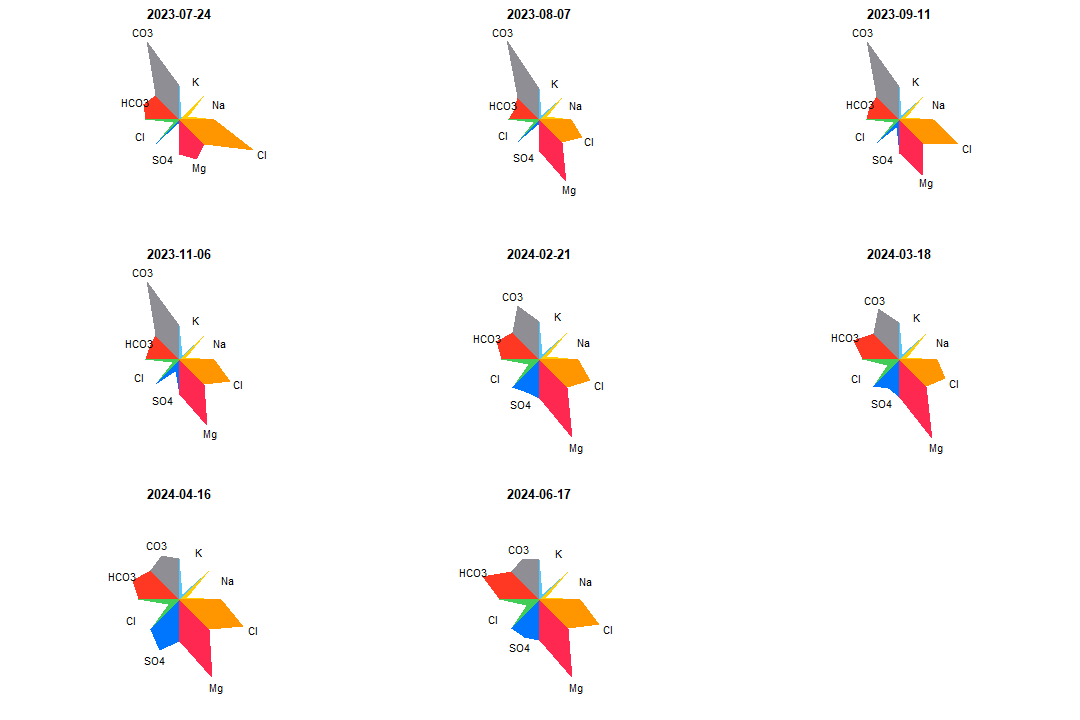 2023-07-24
CO3
K
HCO3
Na
Cl
Cl
SO4
Mg
2023-08-07
CO3
K
HCO3
Na
Cl
Cl
SO4
Mg
2023-09-11
CO3
K
HCO3
Na
Cl
Cl
SO4
Mg
2023-11-06
CO3
K
HCO3
Na
Cl
Cl
SO4
Mg
2024-02-21
CO3
K
HCO3
Na
Cl
Cl
SO4
Mg
2024-03-18
CO3
K
HCO3
Na
Cl
Cl
SO4
Mg
2024-04-16
CO3
K
HCO3
Na
Cl
Cl
SO4
Mg
2024-06-17
CO3
K
HCO3
Na
Cl
Cl
SO4
Mg